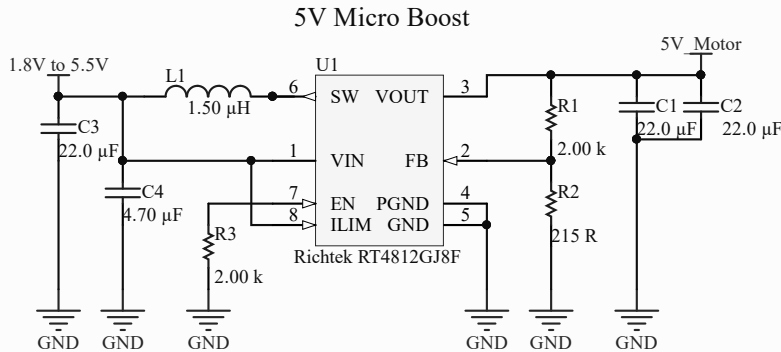 5V Micro Boost
1.8V to 5.5V
L1
1.50 µH
U1
5V_Motor
6 SW VOUT 3
C3
22.0 µF
1 VIN FB 2
C4
4.70 µF
7 EN PGND 4
8 ILIM GND 5
R3
2.00 k
Richtek RT4812GJ8F
R1
2.00 k
R2
215 R
C1
22.0 µF
C2
22.0 µF
GND GND GND GND GND GND